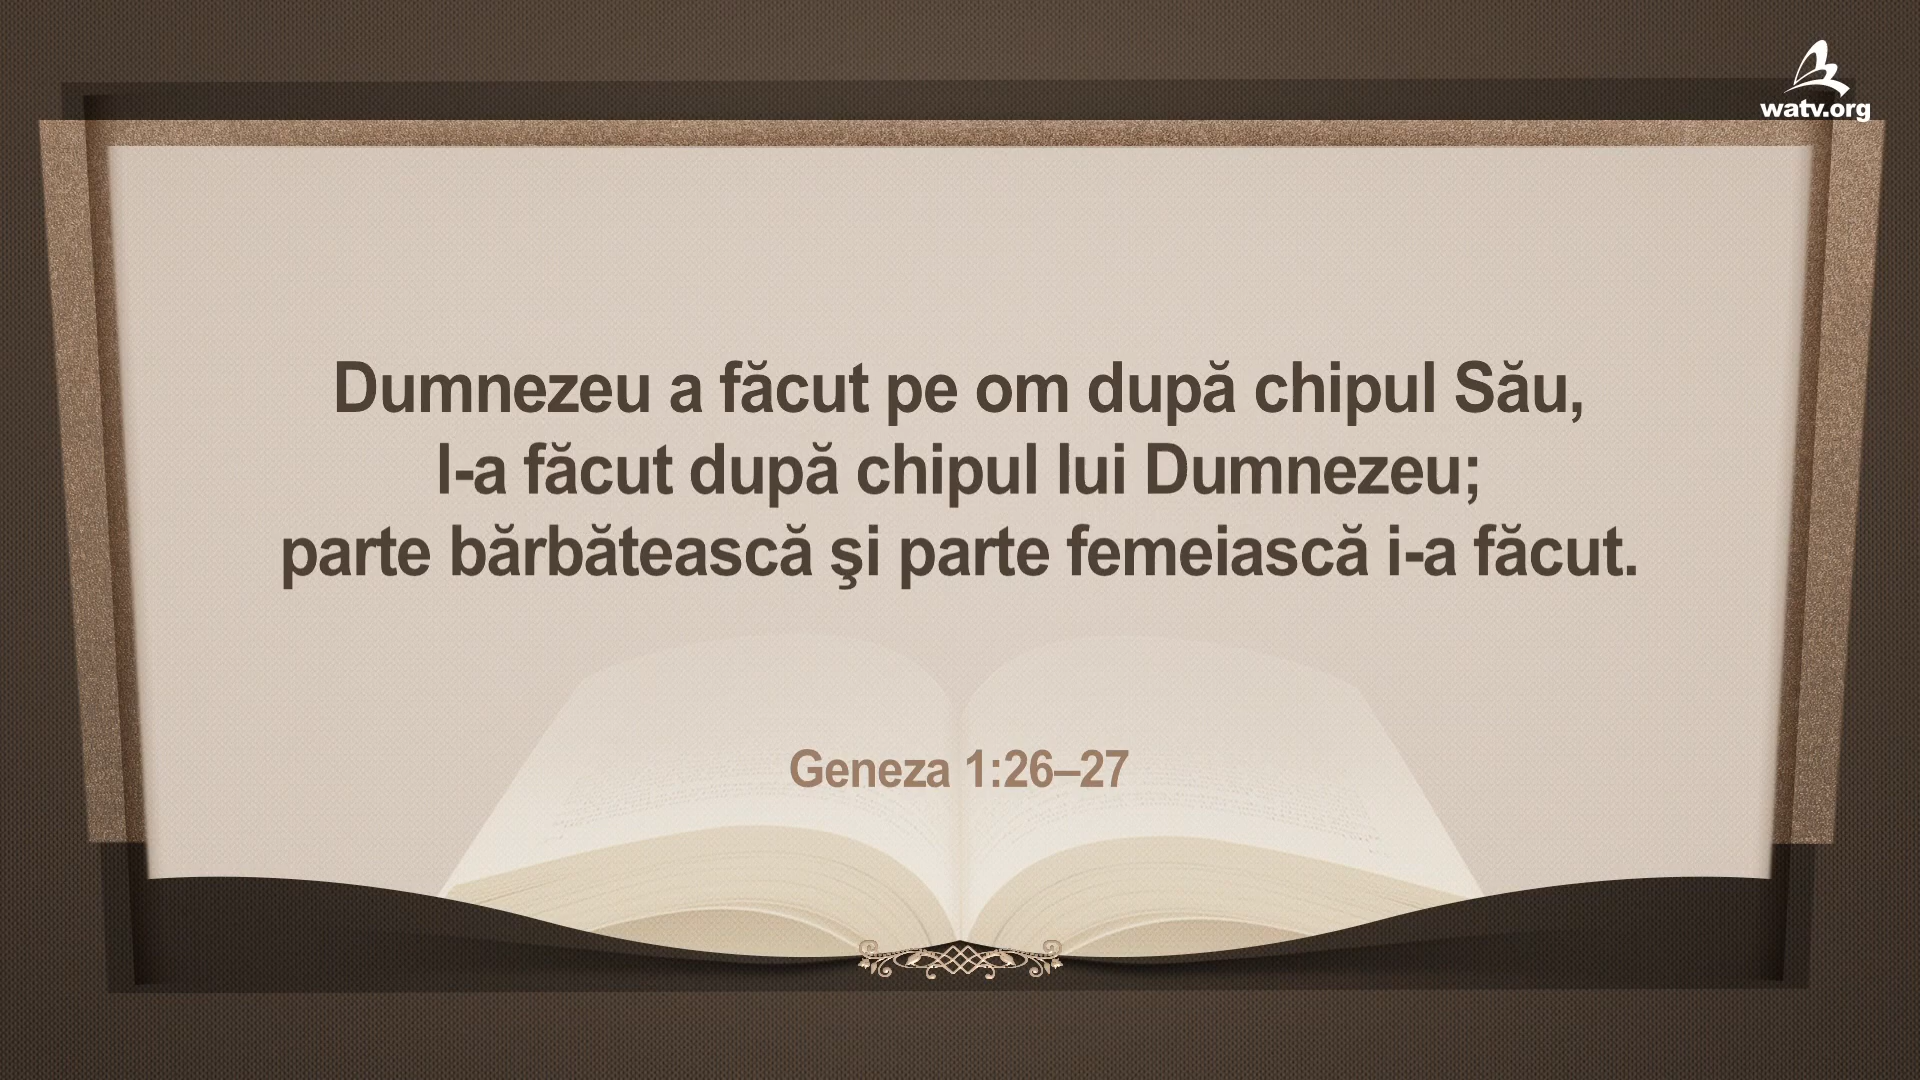 watv.org
Dumnezeu a făcut pe om după chipul Său,
l-a făcut după chipul lui Dumnezeu;
parte bărbătească şi parte femeiască i-a făcut.
Geneza 1:26–27